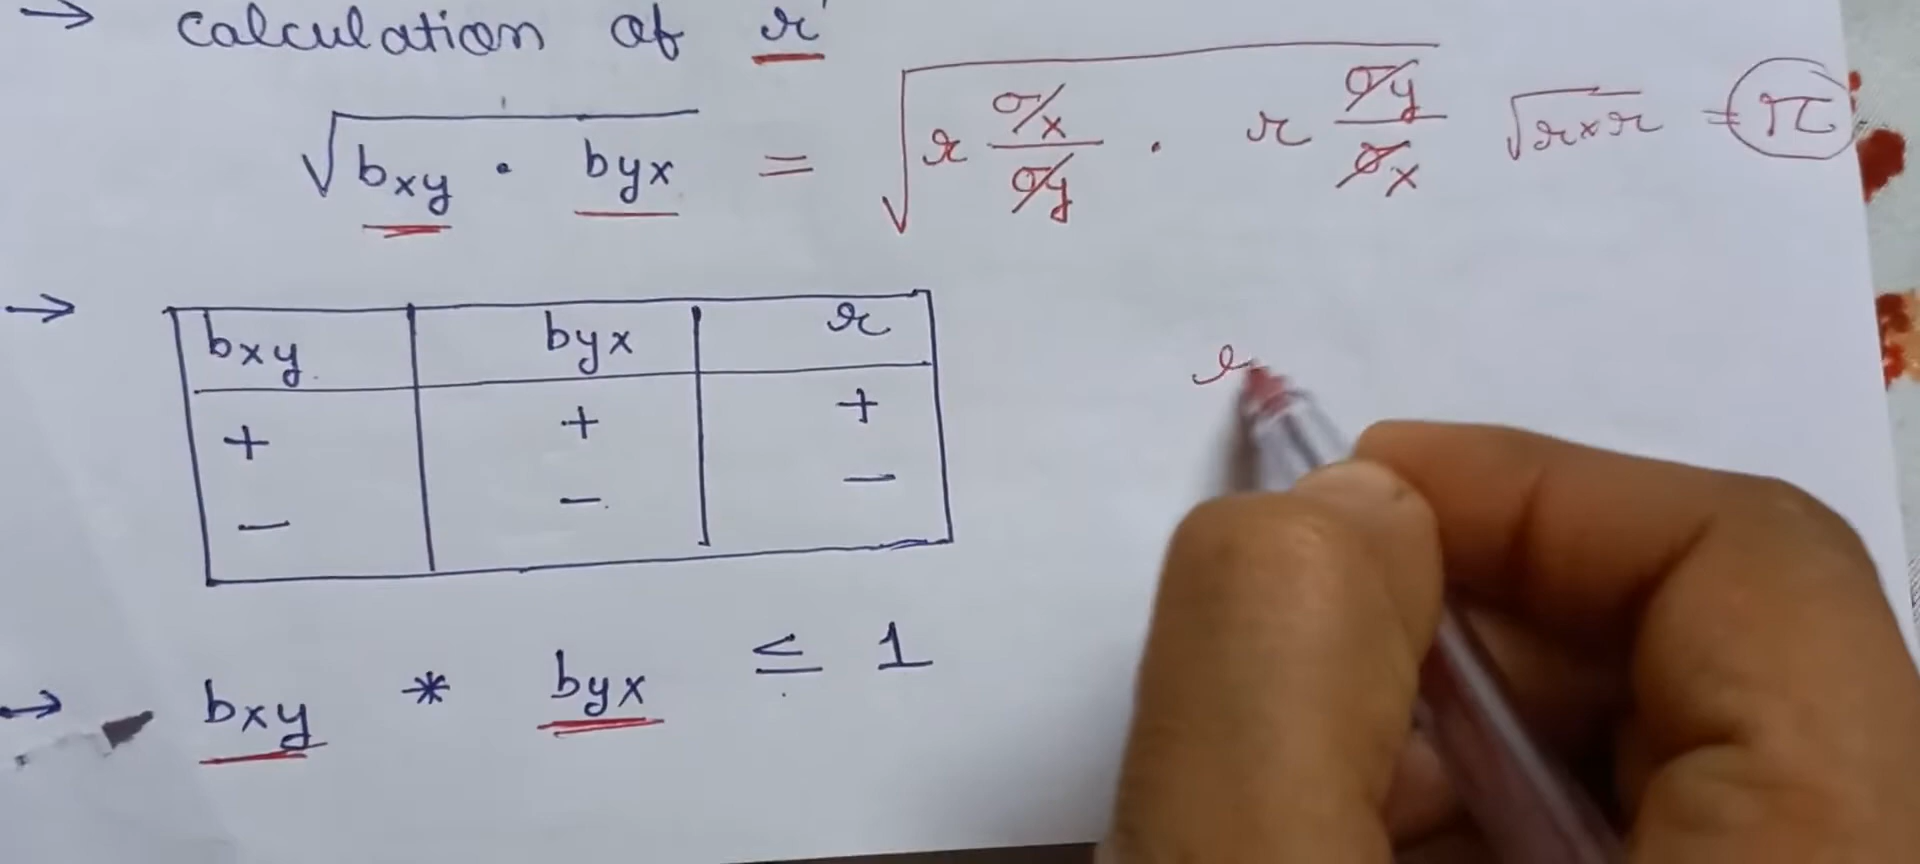 → calculation of r
√bxy · byx = √r σx/σy · r σy/σx √r×r = r
→ bxy byx r
+ + +
− − −
→ bxy * byx ≤ 1
r